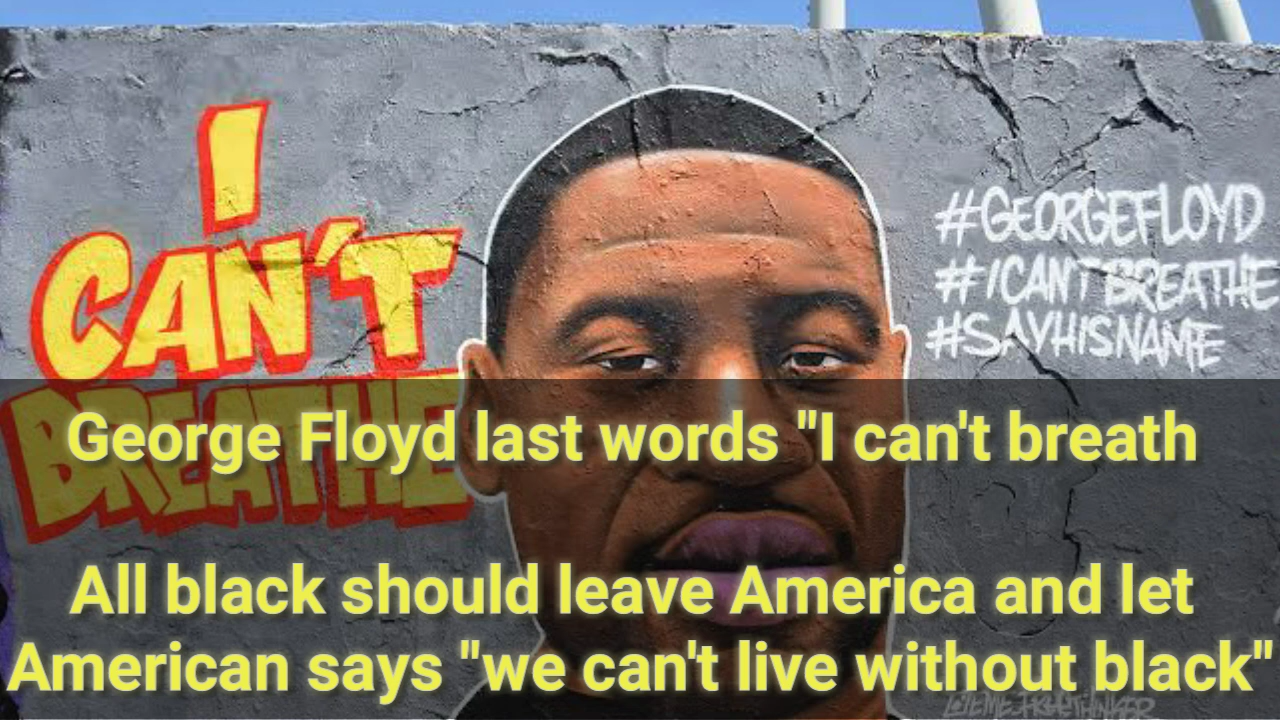 I
CAN'T
BREATHE
#GEORGEFLOYD
#ICANTBREATHE
#SAYHISNAME
George Floyd last words "I can't breath
All black should leave America and let
American says "we can't live without black"